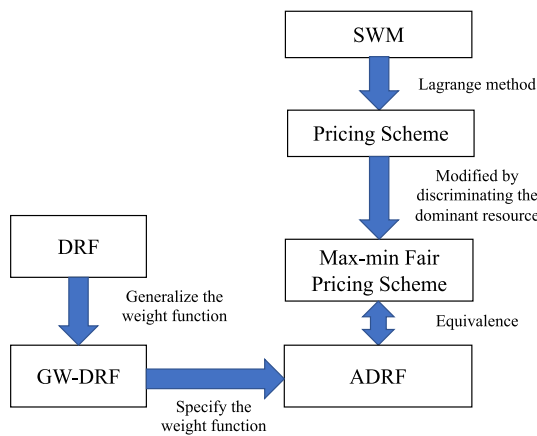 SWM
Lagrange method
Pricing Scheme
Modified by
discriminating the
dominant resource
DRF
Max-min Fair
Pricing Scheme
Generalize the
weight function
Equivalence
GW-DRF
ADRF
Specify the
weight function